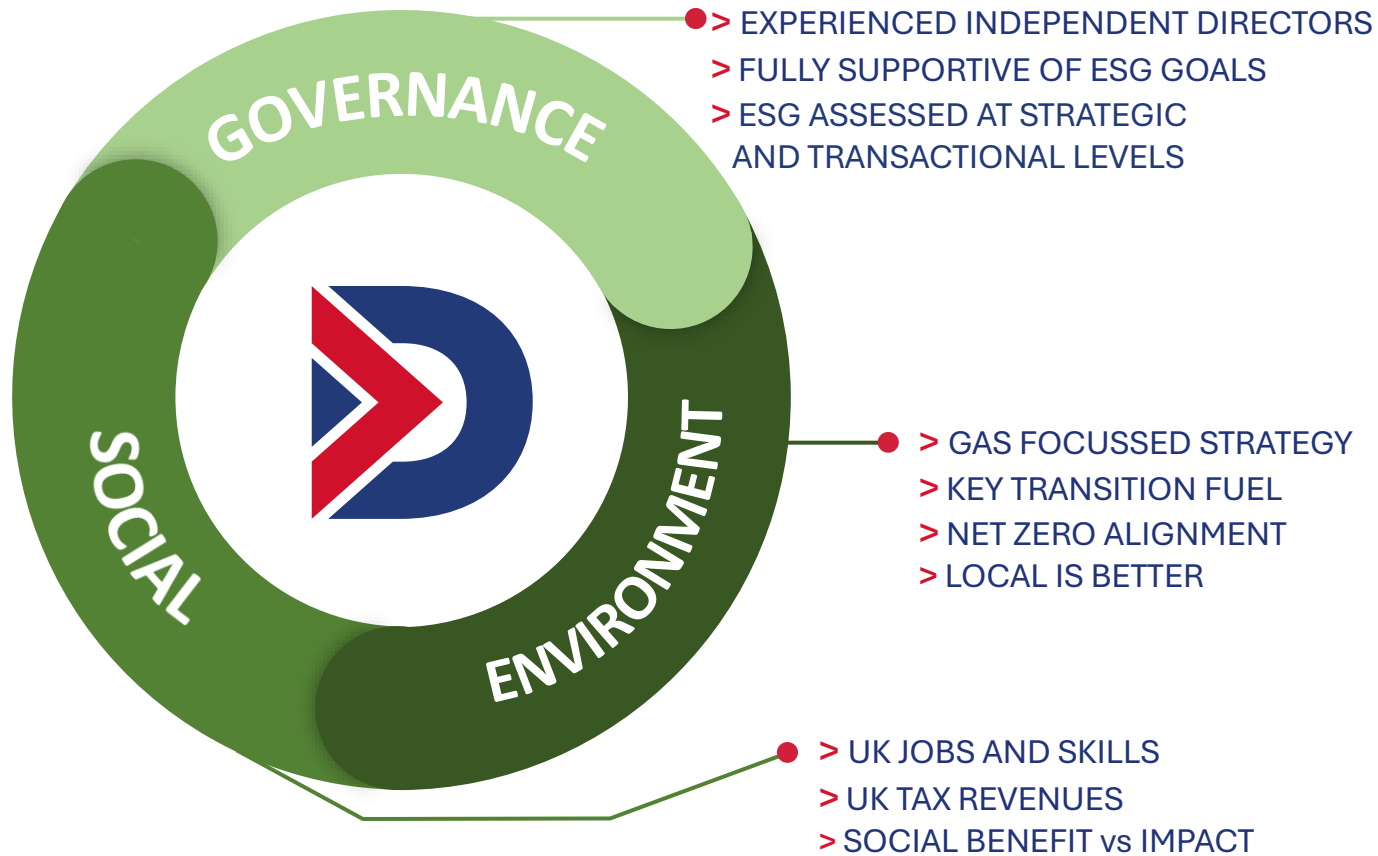 GOVERNANCE
> EXPERIENCED INDEPENDENT DIRECTORS
> FULLY SUPPORTIVE OF ESG GOALS
> ESG ASSESSED AT STRATEGIC
AND TRANSACTIONAL LEVELS
ENVIRONMENT
> GAS FOCUSSED STRATEGY
> KEY TRANSITION FUEL
> NET ZERO ALIGNMENT
> LOCAL IS BETTER
SOCIAL
> UK JOBS AND SKILLS
> UK TAX REVENUES
> SOCIAL BENEFIT vs IMPACT